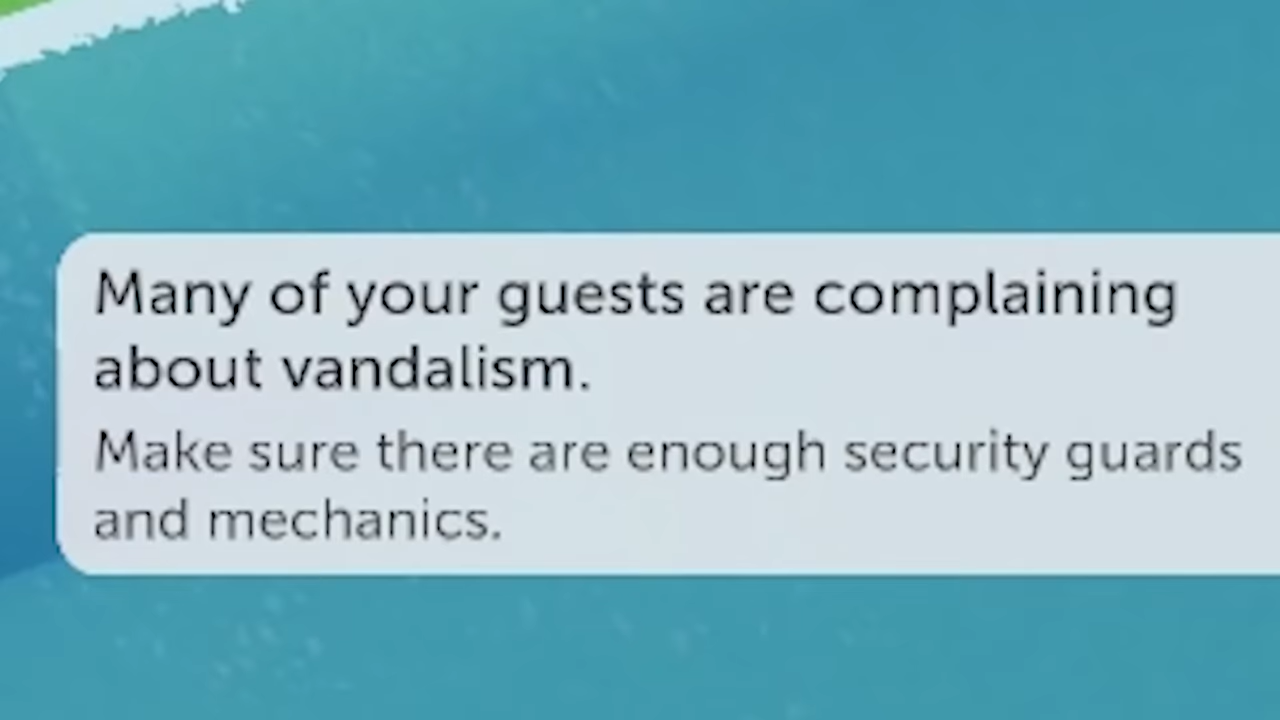 Many of your guests are complaining
about vandalism.
Make sure there are enough security guards
and mechanics.